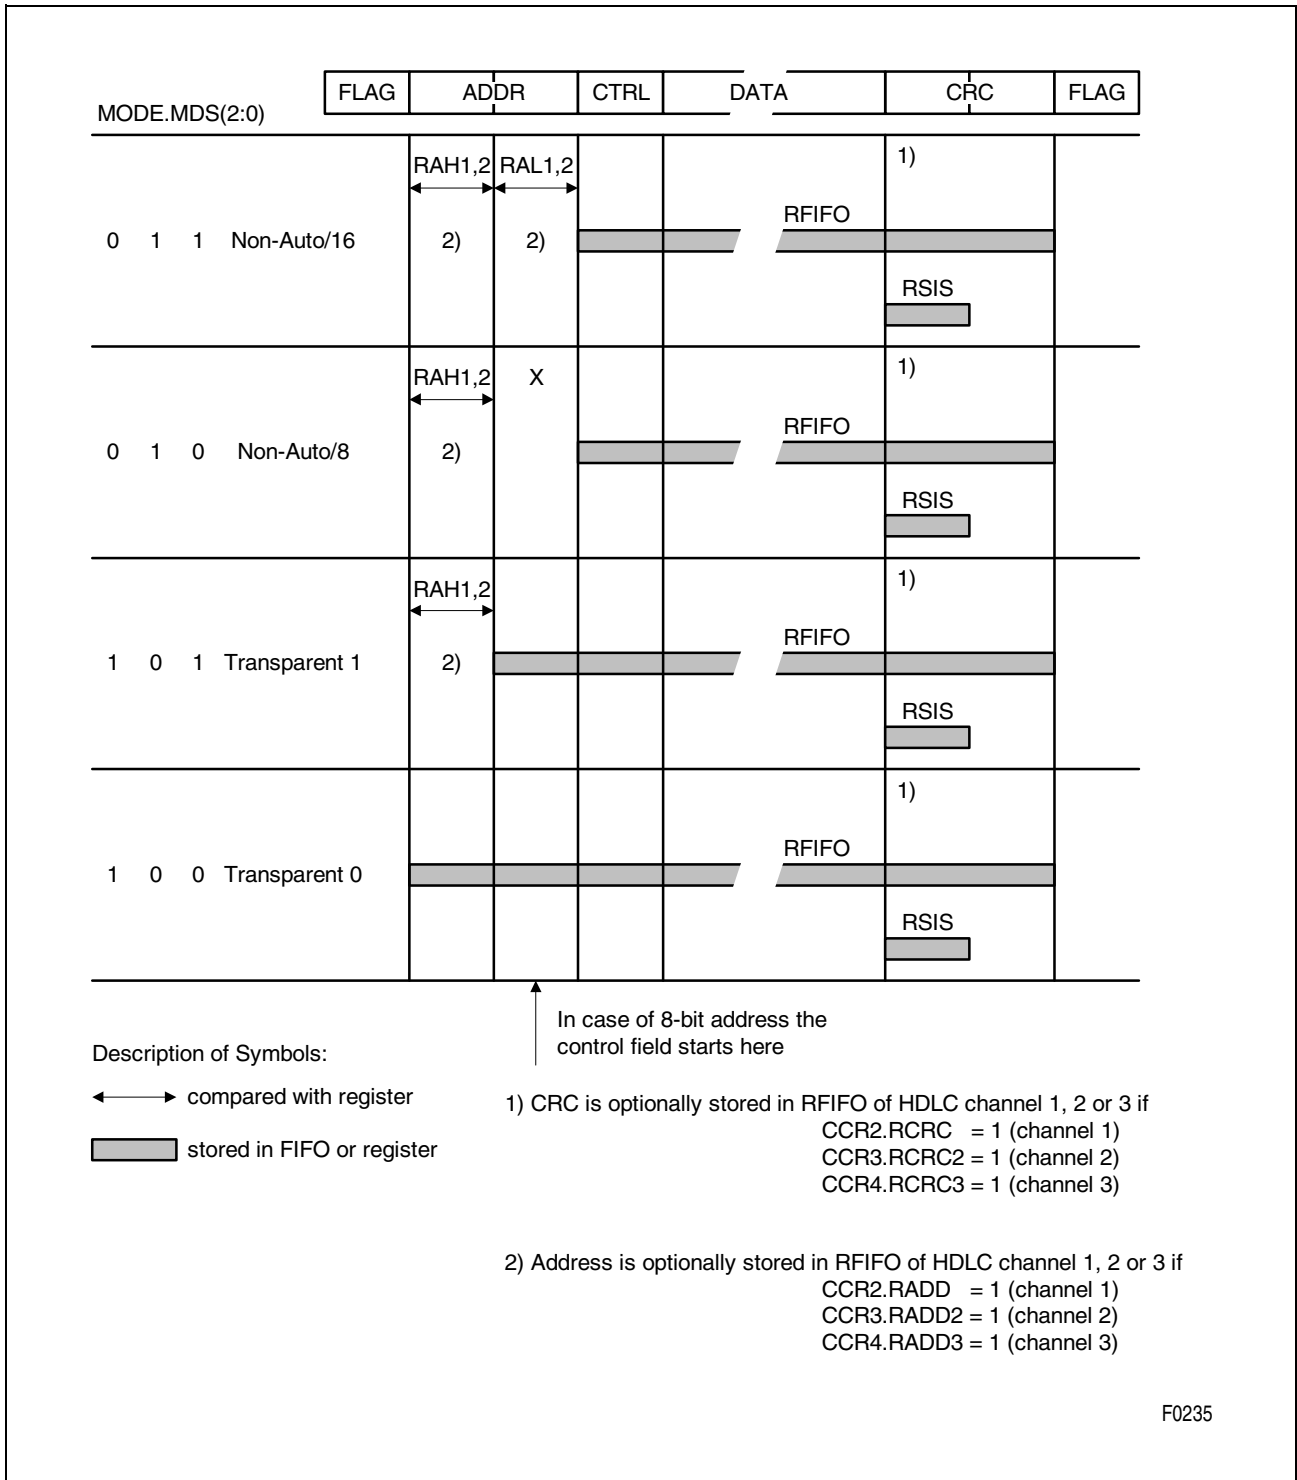 FLAG ADDR CTRL DATA CRC FLAG
MODE.MDS(2:0)
RAH1,2 RAL1,2 1)
RFIFO
0 1 1 Non-Auto/16 2) 2)
RSIS
RAH1,2 X 1)
RFIFO
0 1 0 Non-Auto/8 2)
RSIS
RAH1,2 1)
RFIFO
1 0 1 Transparent 1 2)
RSIS
1)
RFIFO
1 0 0 Transparent 0
RSIS
In case of 8-bit address the
control field starts here
Description of Symbols:
compared with register
stored in FIFO or register
1) CRC is optionally stored in RFIFO of HDLC channel 1, 2 or 3 if
CCR2.RCRC = 1 (channel 1)
CCR3.RCRC2 = 1 (channel 2)
CCR4.RCRC3 = 1 (channel 3)
2) Address is optionally stored in RFIFO of HDLC channel 1, 2 or 3 if
CCR2.RADD = 1 (channel 1)
CCR3.RADD2 = 1 (channel 2)
CCR4.RADD3 = 1 (channel 3)
F0235